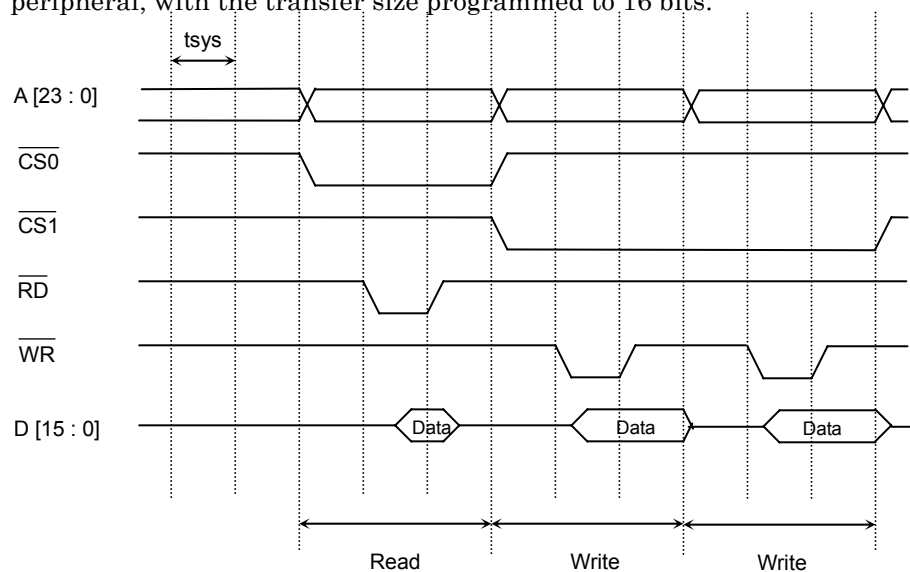 peripheral, with the transfer size programmed to 16 bits.
tsys
A [23 : 0]
CS0
CS1
RD
WR
D [15 : 0]
Data
Data
Data
Read
Write
Write